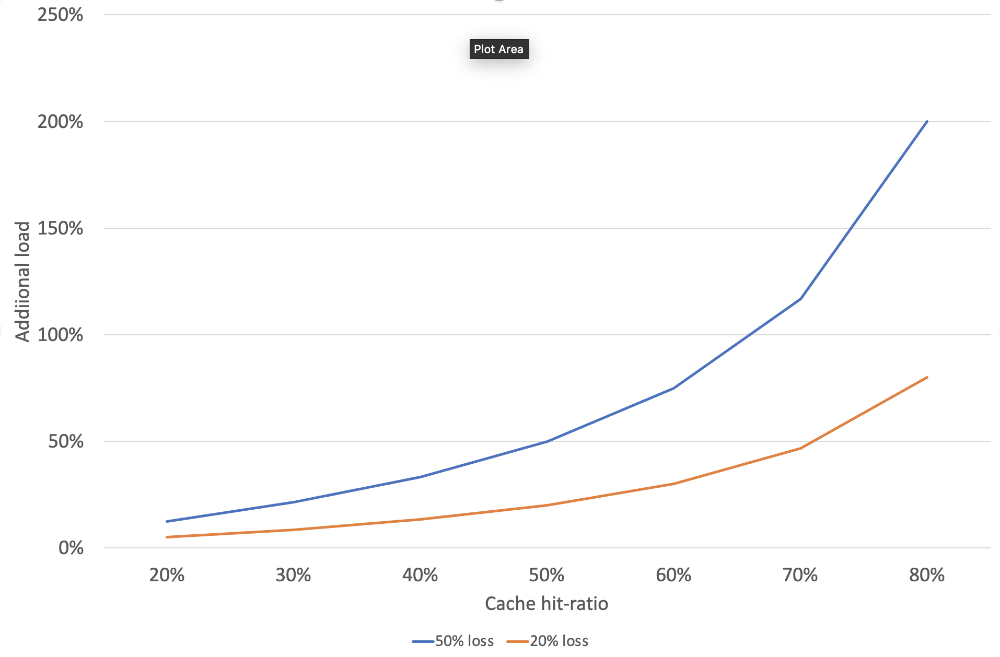 250%
Plot Area
200%
150%
100%
50%
0%
Addiional load
20% 30% 40% 50% 60% 70% 80%
Cache hit-ratio
50% loss 20% loss